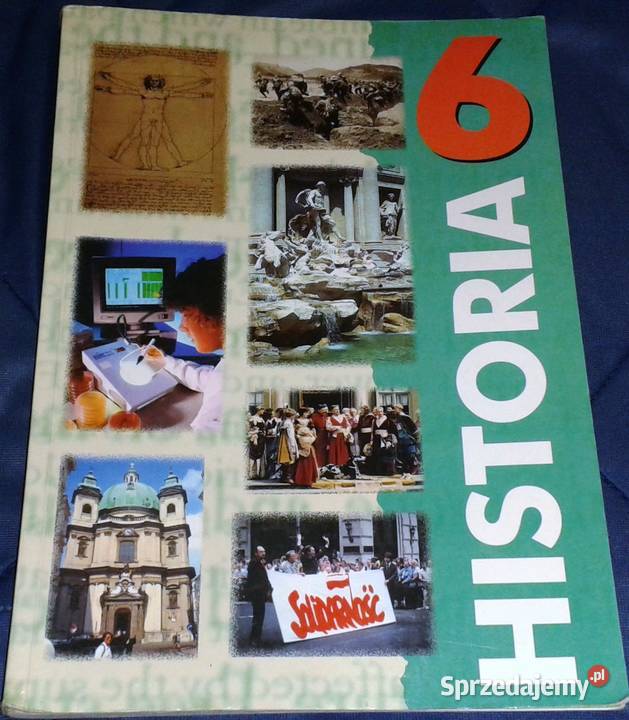 6
HISTORIA
SOLIDARNOŚĆ
Sprzedajemy.pl